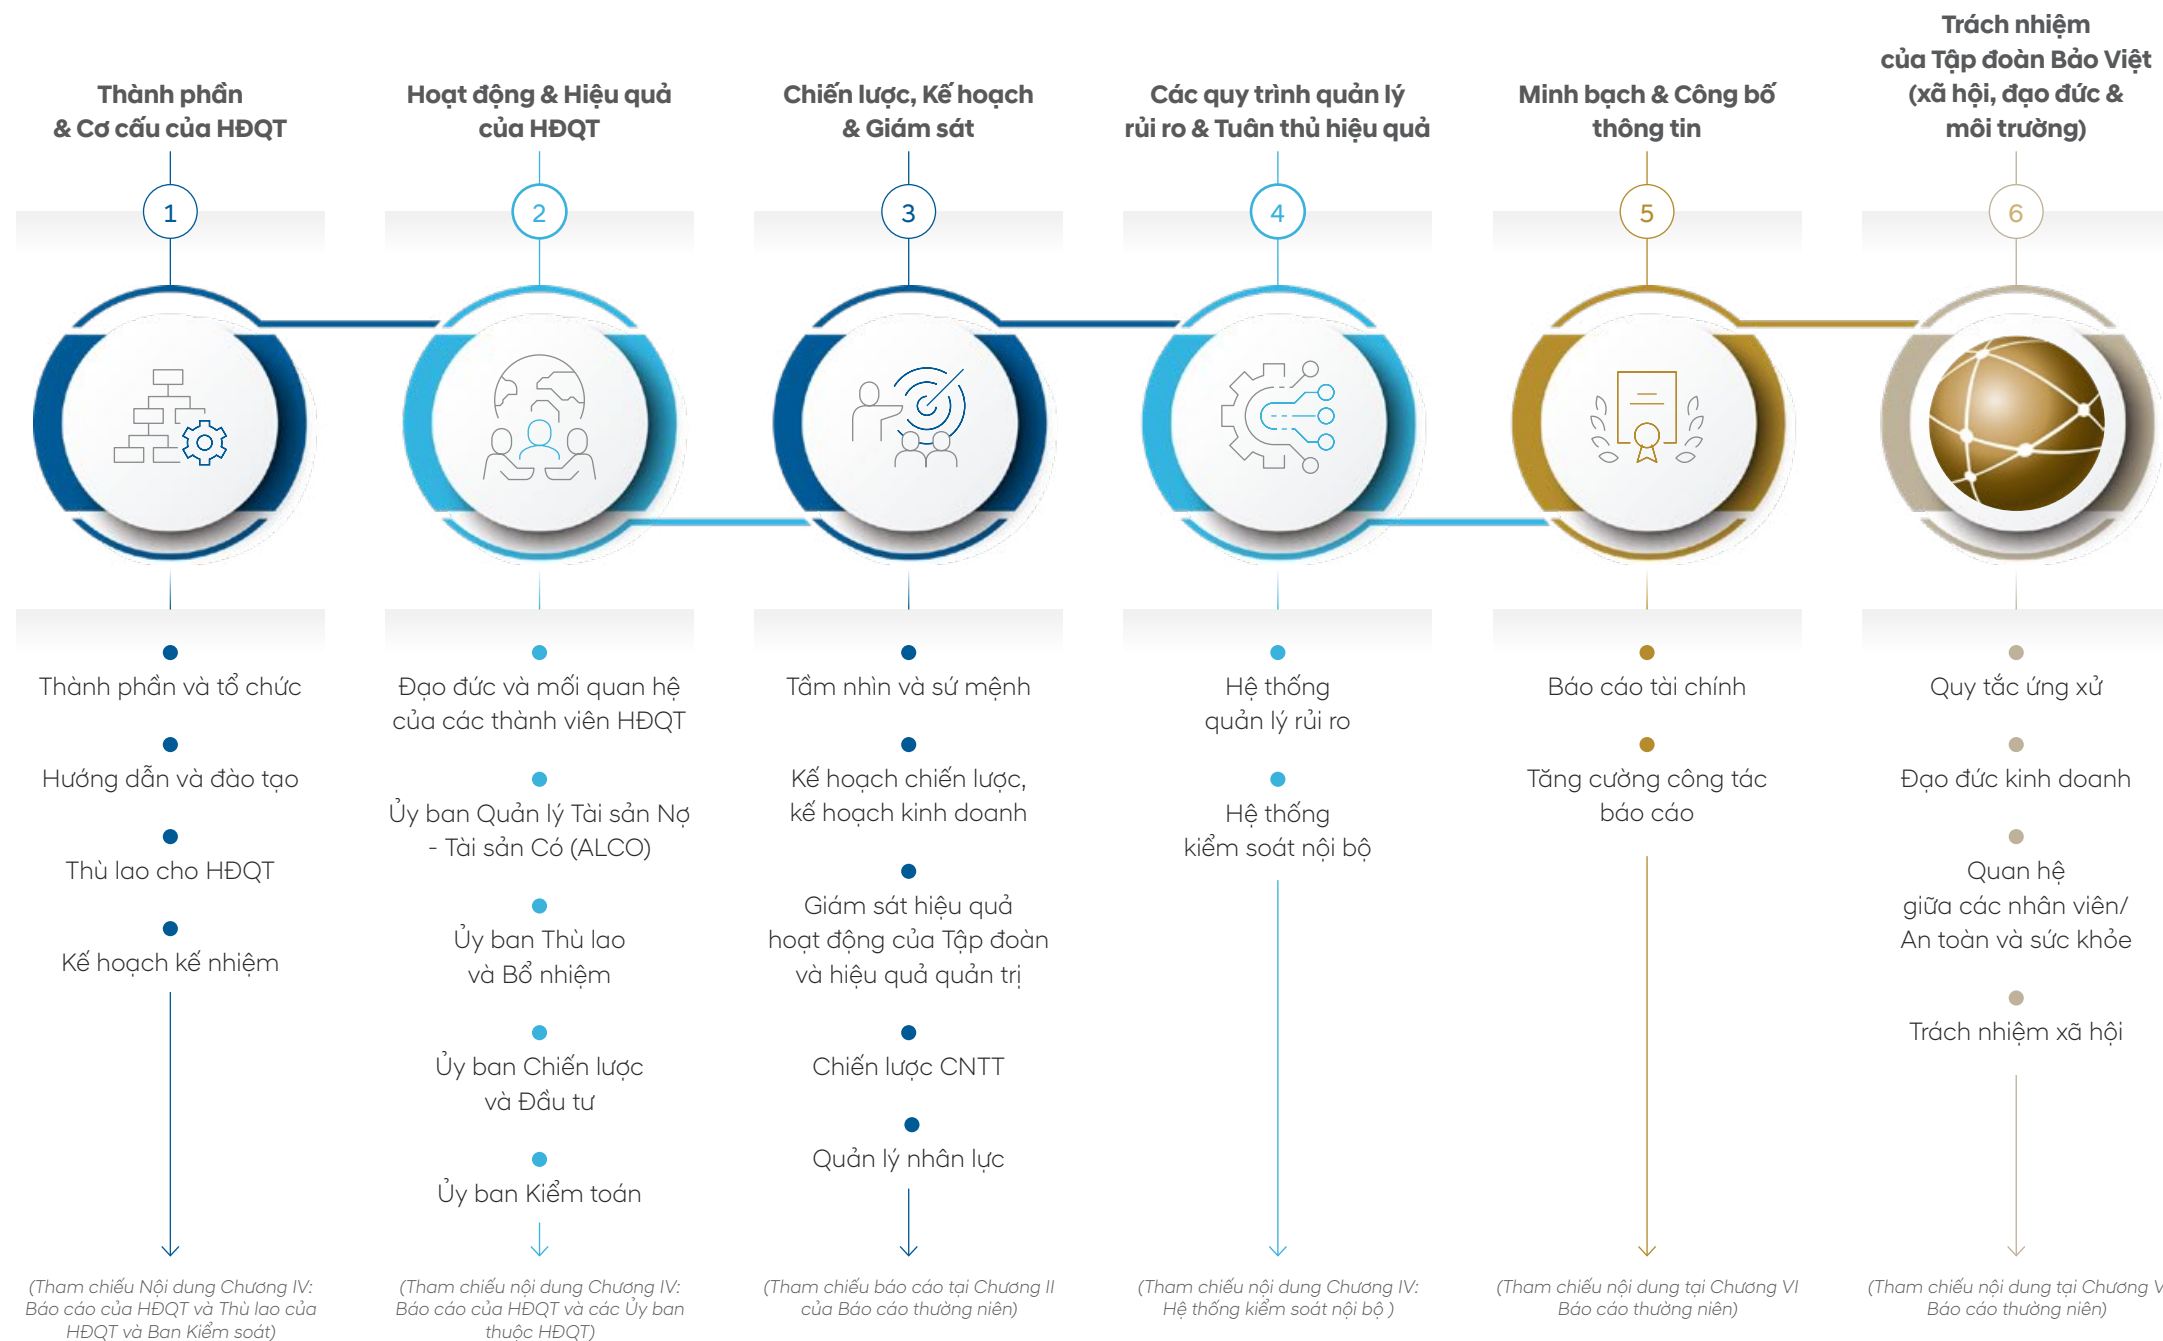 Thành phần
& Cơ cấu của HĐQT
1
Thành phần và tổ chức
Hướng dẫn và đào tạo
Thù lao cho HĐQT
Kế hoạch kế nhiệm
(Tham chiếu Nội dung Chương IV:
Báo cáo của HĐQT và Thù lao của
HĐQT và Ban Kiểm soát)
Hoạt động & Hiệu quả
của HĐQT
2
Đạo đức và mối quan hệ
của các thành viên HĐQT
Ủy ban Quản lý Tài sản Nợ
- Tài sản Có (ALCO)
Ủy ban Thù lao
và Bổ nhiệm
Ủy ban Chiến lược
và Đầu tư
Ủy ban Kiểm toán
(Tham chiếu nội dung Chương IV:
Báo cáo của HĐQT và các Ủy ban
thuộc HĐQT)
Chiến lược, Kế hoạch
& Giám sát
3
Tầm nhìn và sứ mệnh
Kế hoạch chiến lược,
kế hoạch kinh doanh
Giám sát hiệu quả
hoạt động của Tập đoàn
và hiệu quả quản trị
Chiến lược CNTT
Quản lý nhân lực
(Tham chiếu báo cáo tại Chương II
của Báo cáo thường niên)
Các quy trình quản lý
rủi ro & Tuân thủ hiệu quả
4
Hệ thống
quản lý rủi ro
Hệ thống
kiểm soát nội bộ
(Tham chiếu nội dung Chương IV:
Hệ thống kiểm soát nội bộ )
Minh bạch & Công bố
thông tin
5
Báo cáo tài chính
Tăng cường công tác
báo cáo
(Tham chiếu nội dung tại Chương VI
Báo cáo thường niên)
Trách nhiệm
của Tập đoàn Bảo Việt
(xã hội, đạo đức &
môi trường)
6
Quy tắc ứng xử
Đạo đức kinh doanh
Quan hệ
giữa các nhân viên/
An toàn và sức khỏe
Trách nhiệm xã hội
(Tham chiếu nội dung tại Chương
Báo cáo thường niên)